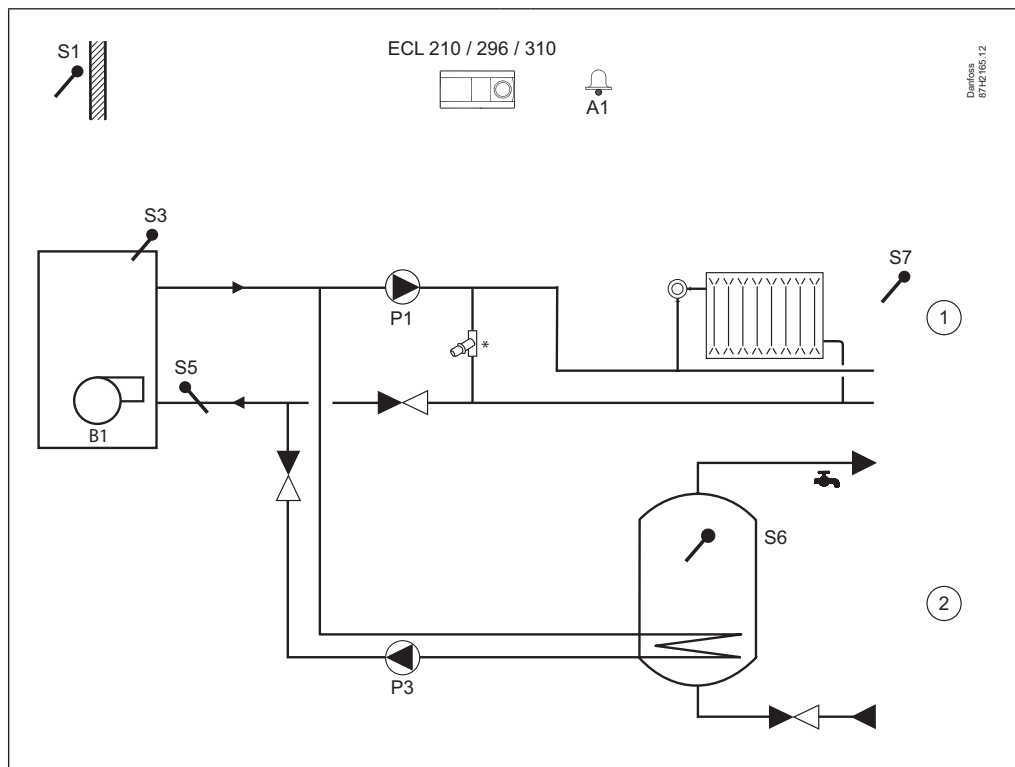 S1
ECL 210 / 296 / 310
A1
Danfoss
87H2165.12
S3
S7
P1
*
1
S5
B1
S6
2
P3